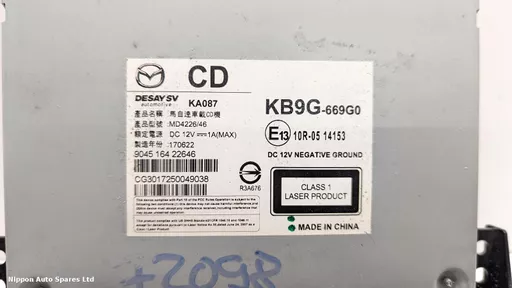 CD
DESAY SV
automotive
KA087
KB9G-669G0
產品名稱: 馬自達車載CD機
產品型號: MD4226/46
額定電源: DC 12V 1A(MAX)
製造年份: 170622
9045 164 22646
E13 10R-05 14153
DC 12V NEGATIVE GROUND
CG3017250049038
R3A676
CLASS 1
LASER PRODUCT
MADE IN CHINA
+2098
Nippon Auto Spares Ltd